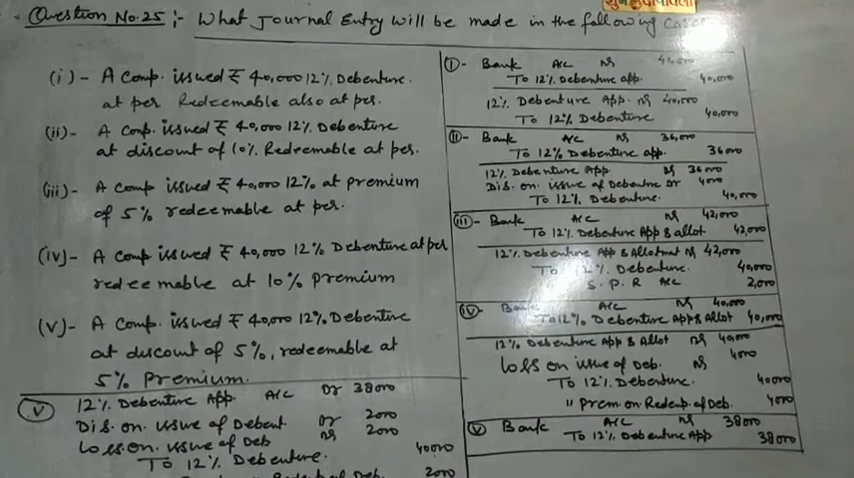 Question No. 25 :- What Journal Entry will be made in the following cases
(i) - A Comp. issued ₹ 40,000 12% Debenture
at per Redeemable also at per.
(ii) - A Comp. issued ₹ 40,000 12% Debenture
at discount of 10% Redeemable at per.
(iii) - A Comp issued ₹ 40,000 12% at premium
of 5% redeemable at per.
(iv) - A Comp issued ₹ 40,000 12% Debenture at per
redeemable at 10% Premium
(v) - A Comp. issued ₹ 40,000 12% Debenture
at discount of 5%, redeemable at
5% Premium.
(v) 12% Debenture App. A/c Dr 38000
Dis. on issue of Debent. Dr 2000
Loss on issue of Deb Dr 2000
To 12% Debenture. 40000
2000
(i) - Bank A/c Dr 40,000
To 12% Debenture app. 40,000
12% Debenture App. Dr 40,000
To 12% Debenture 40,000
(ii) - Bank A/c Dr 36,000
To 12% Debenture app. 36000
12% Debenture App Dr 36000
Dis. on issue of Debentre Dr 4000
To 12% Debenture. 40,000
(iii) - Bank A/c Dr 42,000
To 12% Debenture App & allot 42,000
12% Debenture App & Allotment Dr 42,000
To 12% Debenture. 40,000
S. P. R A/c 2,000
(iv) - Bank A/c Dr 40,000
To 12% Debenture App & Allot 40,000
12% Debenture App & Allot Dr 40,000
Loss on issue of Deb. Dr 4000
To 12% Debenture. 40000
" Prem. on Redemp. of Deb. 4000
(v) Bank A/c Dr 38000
To 12% Debenture App 38000